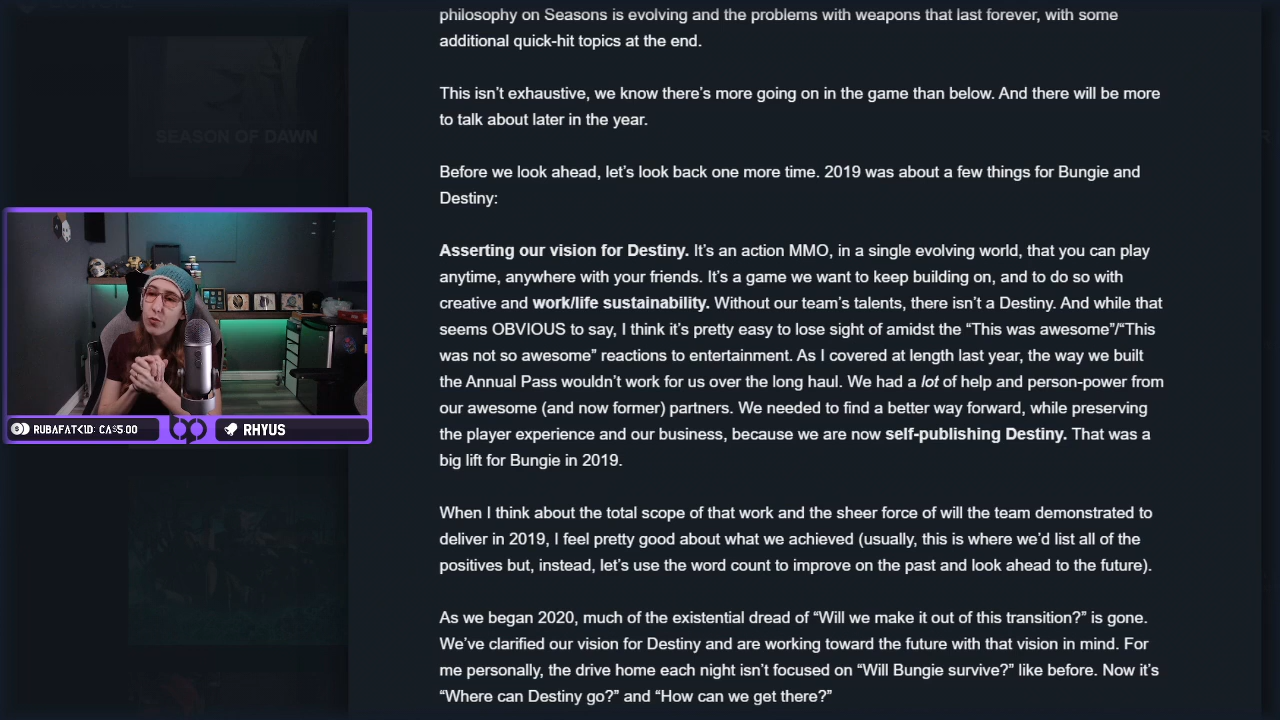 philosophy on Seasons is evolving and the problems with weapons that last forever, with some
additional quick-hit topics at the end.
This isn’t exhaustive, we know there’s more going on in the game than below. And there will be more
to talk about later in the year.
SEASON OF DAWN
Before we look ahead, let’s look back one more time. 2019 was about a few things for Bungie and
Destiny:
Asserting our vision for Destiny. It’s an action MMO, in a single evolving world, that you can play
anytime, anywhere with your friends. It’s a game we want to keep building on, and to do so with
creative and work/life sustainability. Without our team’s talents, there isn’t a Destiny. And while that
seems OBVIOUS to say, I think it’s pretty easy to lose sight of amidst the “This was awesome”/“This
was not so awesome” reactions to entertainment. As I covered at length last year, the way we built
the Annual Pass wouldn’t work for us over the long haul. We had a lot of help and person-power from
our awesome (and now former) partners. We needed to find a better way forward, while preserving
the player experience and our business, because we are now self-publishing Destiny. That was a
big lift for Bungie in 2019.
RUBAFATK1D: CA$5.00
RHYUS
When I think about the total scope of that work and the sheer force of will the team demonstrated to
deliver in 2019, I feel pretty good about what we achieved (usually, this is where we’d list all of the
positives but, instead, let’s use the word count to improve on the past and look ahead to the future).
As we began 2020, much of the existential dread of “Will we make it out of this transition?” is gone.
We’ve clarified our vision for Destiny and are working toward the future with that vision in mind. For
me personally, the drive home each night isn’t focused on “Will Bungie survive?” like before. Now it’s
“Where can Destiny go?” and “How can we get there?”